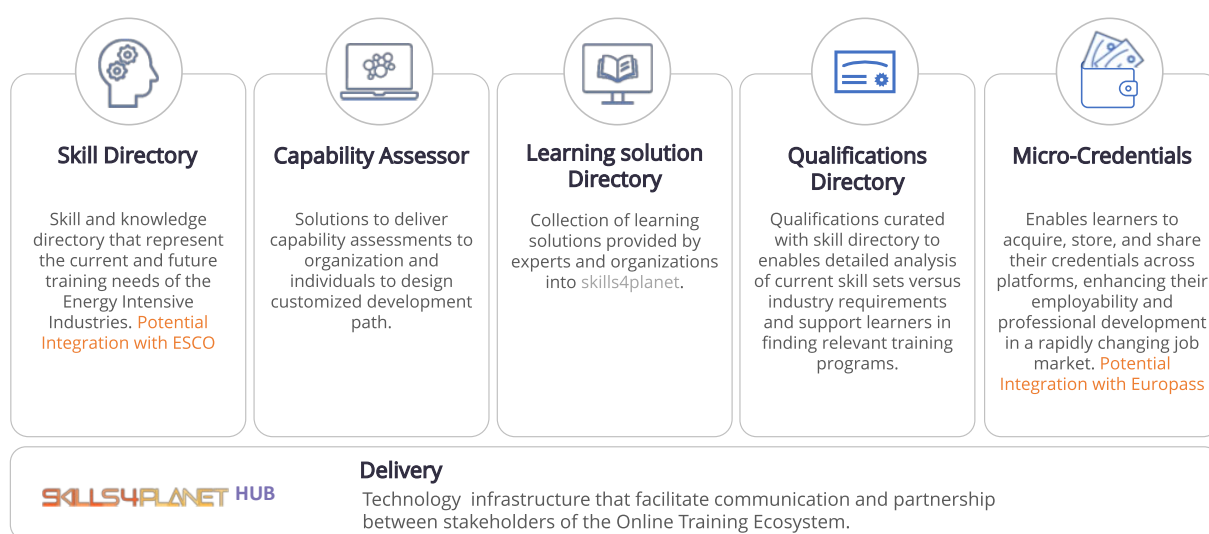 Skill Directory
Skill and knowledge
directory that represent
the current and future
training needs of the
Energy Intensive
Industries. Potential
Integration with ESCO
Capability Assessor
Solutions to deliver
capability assessments to
organization and
individuals to design
customized development
path.
Learning solution
Directory
Collection of learning
solutions provided by
experts and organizations
into skills4planet.
Qualifications
Directory
Qualifications curated
with skill directory to
enables detailed analysis
of current skill sets versus
industry requirements
and support learners in
finding relevant training
programs.
Micro-Credentials
Enables learners to
acquire, store, and share
their credentials across
platforms, enhancing their
employability and
professional development
in a rapidly changing job
market. Potential
Integration with Europass
SKILLS4PLANET HUB
Delivery
Technology infrastructure that facilitate communication and partnership
between stakeholders of the Online Training Ecosystem.